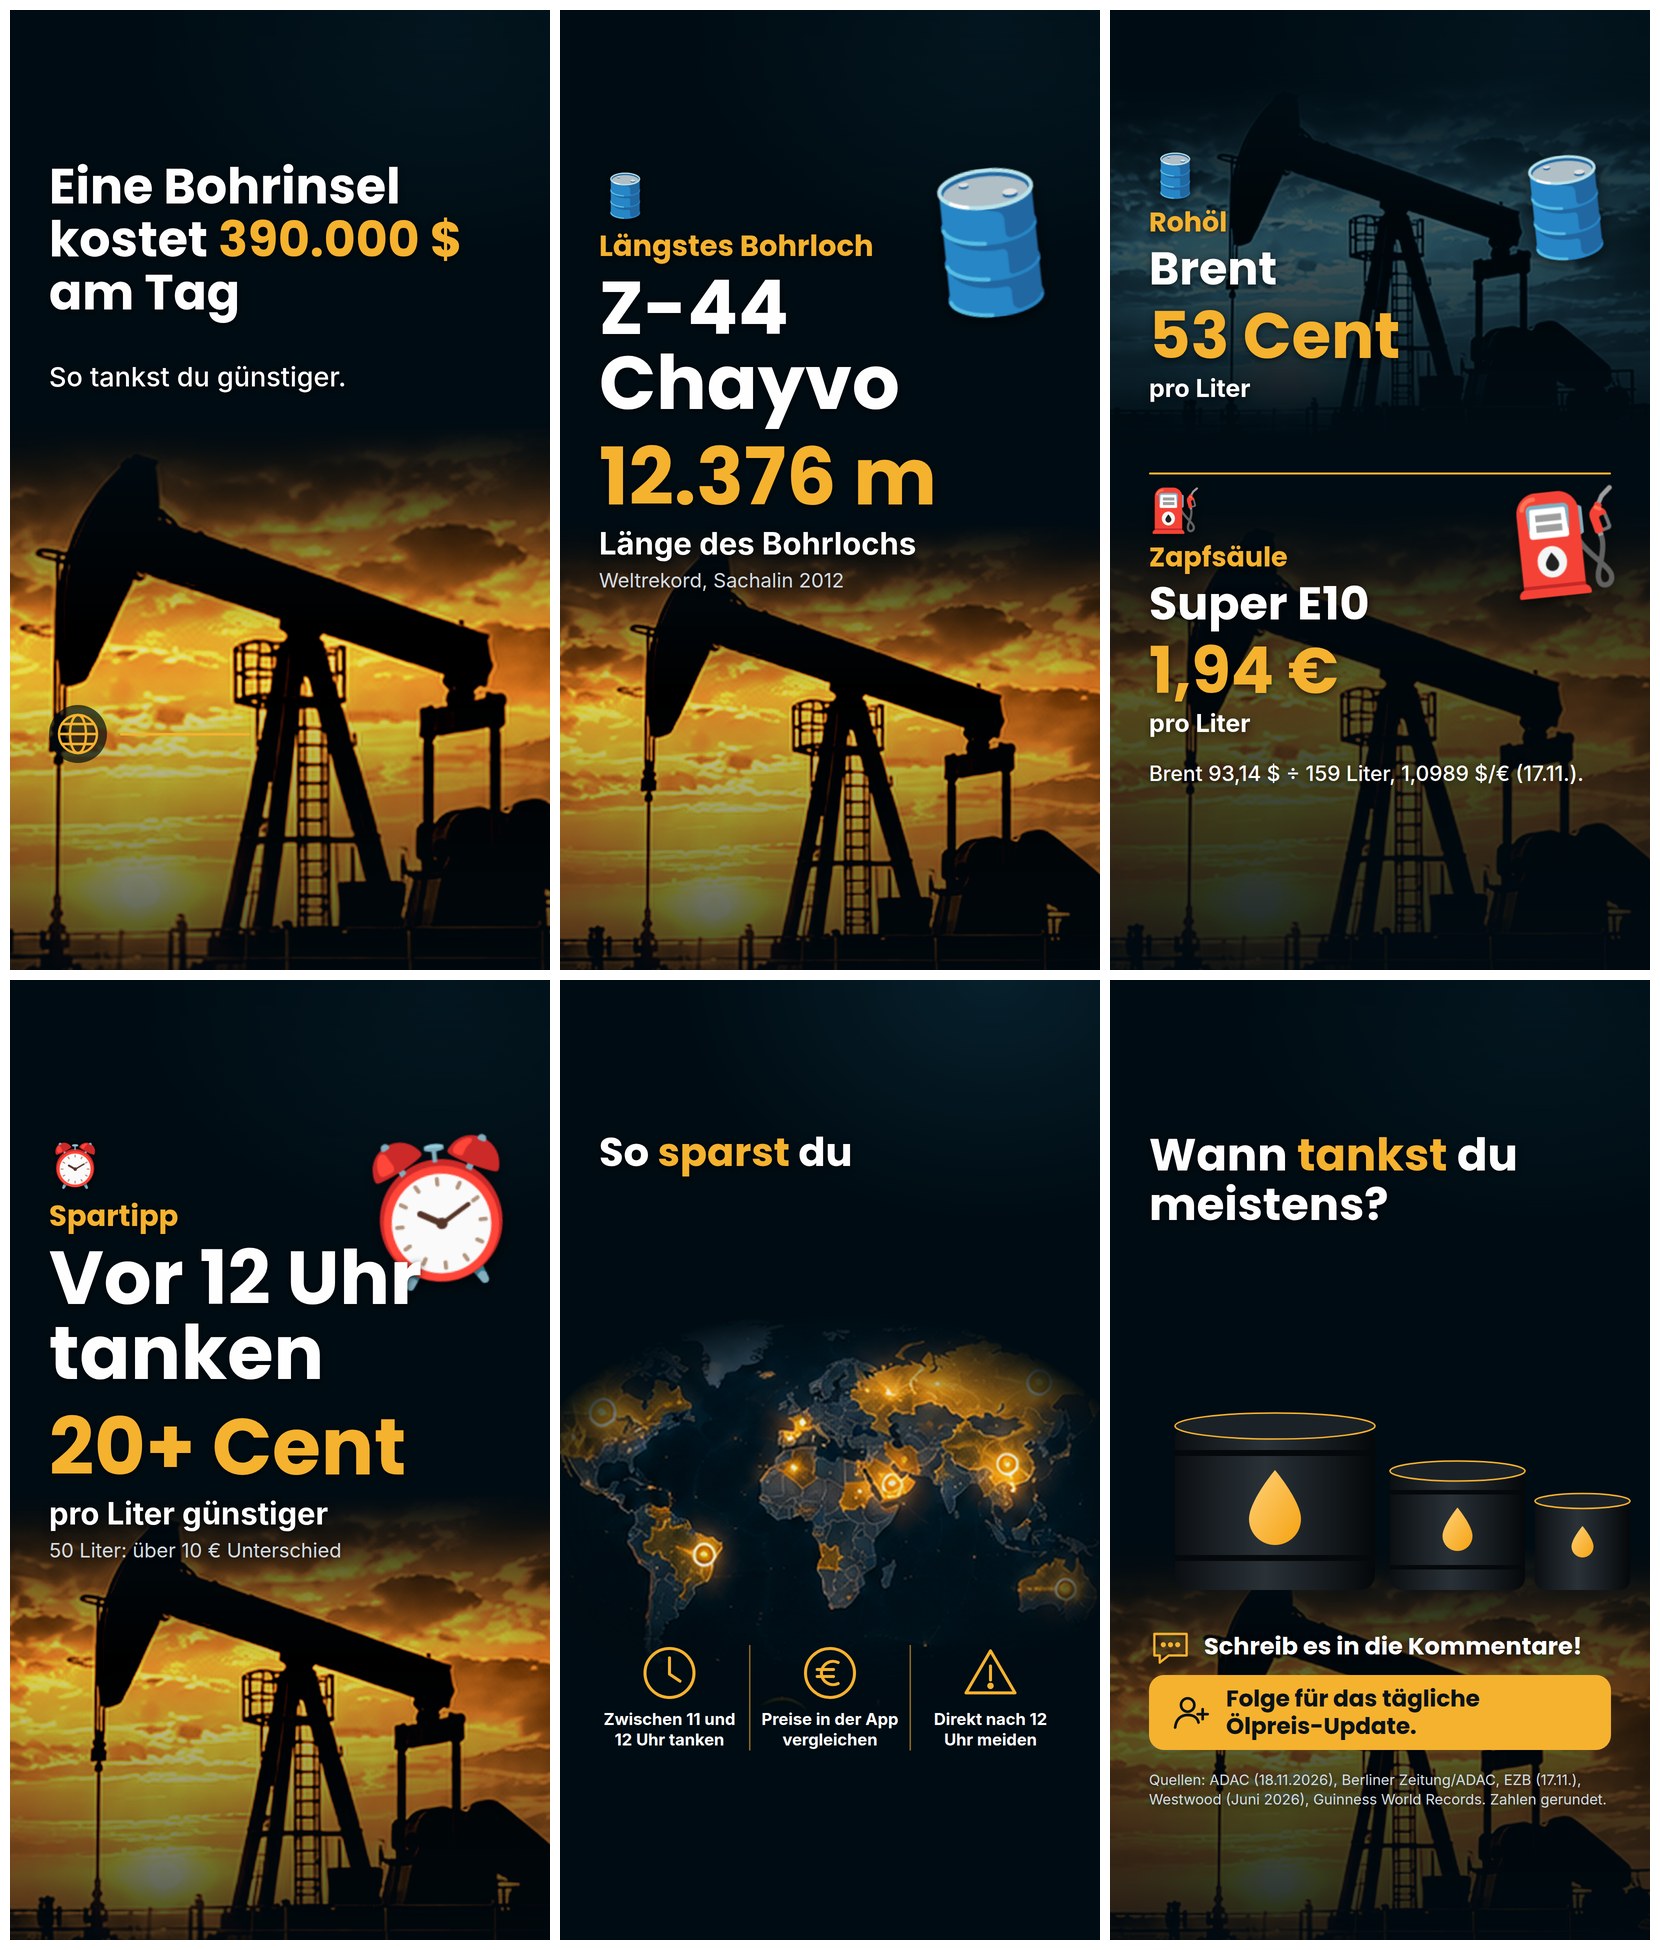 Eine Bohrinsel
kostet 390.000 $
am Tag
So tankst du günstiger.
Längstes Bohrloch
Z-44
Chayvo
12.376 m
Länge des Bohrlochs
Weltrekord, Sachalin 2012
Rohöl
Brent
53 Cent
pro Liter
Zapfsäule
Super E10
1,94 €
pro Liter
Brent 93,14 $ ÷ 159 Liter, 1,0989 $/€ (17.11.).
Spartipp
Vor 12 Uhr
tanken
20+ Cent
pro Liter günstiger
50 Liter: über 10 € Unterschied
So sparst du
Zwischen 11 und
12 Uhr tanken
Preise in der App
vergleichen
Direkt nach 12
Uhr meiden
Wann tankst du
meistens?
Schreib es in die Kommentare!
Folge für das tägliche
Ölpreis-Update.
Quellen: ADAC (18.11.2026), Berliner Zeitung/ADAC, EZB (17.11.),
Westwood (Juni 2026), Guinness World Records. Zahlen gerundet.